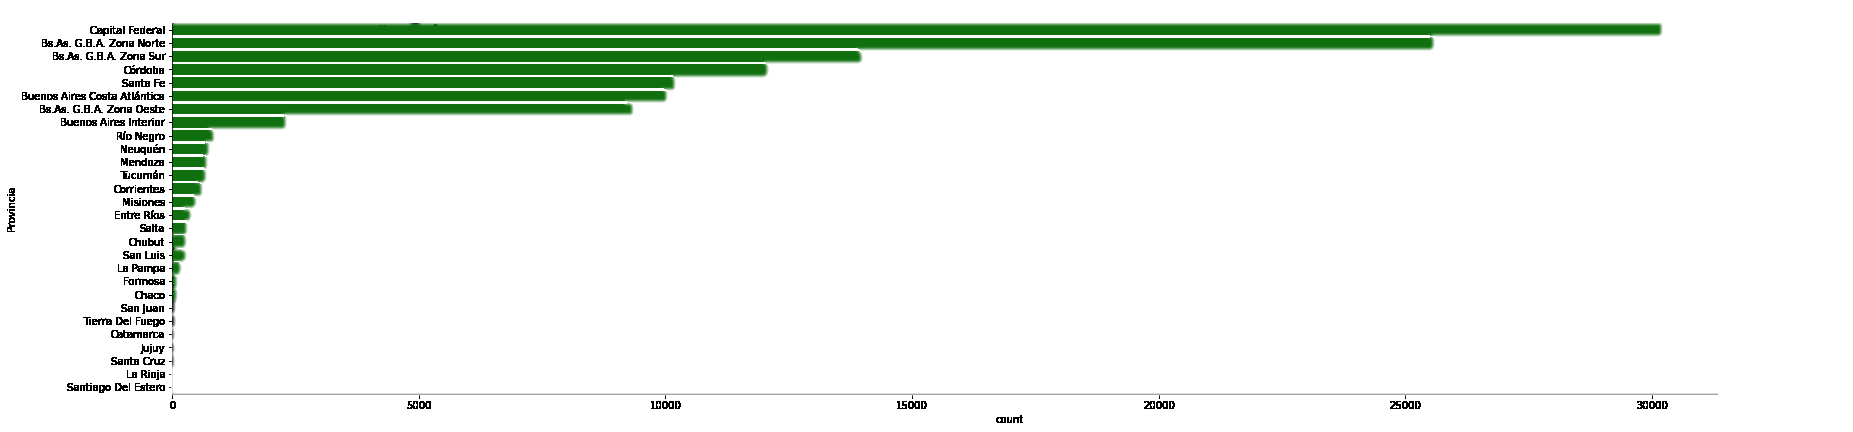 Capital Federal
Bs.As. G.B.A. Zona Norte
Bs.As. G.B.A. Zona Sur
Córdoba
Santa Fe
Buenos Aires Costa Atlántica
Bs.As. G.B.A. Zona Oeste
Buenos Aires Interior
Río Negro
Neuquén
Mendoza
Tucumán
Corrientes
Misiones
Entre Ríos
Salta
Chubut
San Luis
La Pampa
Formosa
Chaco
San Juan
Tierra Del Fuego
Catamarca
Jujuy
Santa Cruz
La Rioja
Santiago Del Estero
Provincia
0 5000 10000 15000 20000 25000 30000
count